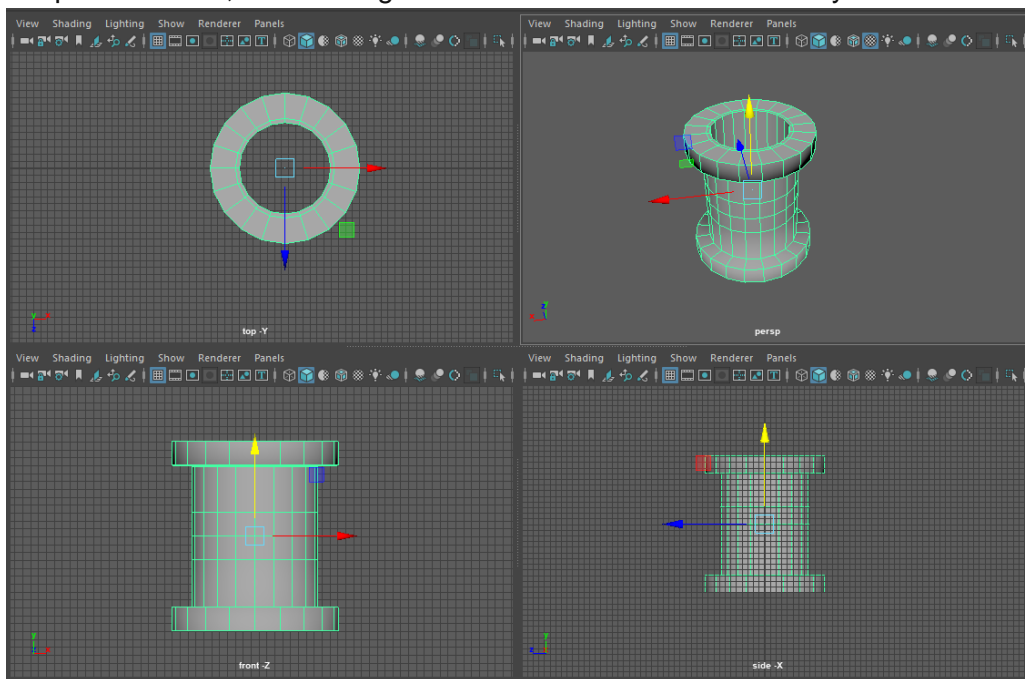 View Shading Lighting Show Renderer Panels
View Shading Lighting Show Renderer Panels
top -Y
persp
View Shading Lighting Show Renderer Panels
View Shading Lighting Show Renderer Panels
front -Z
side -X